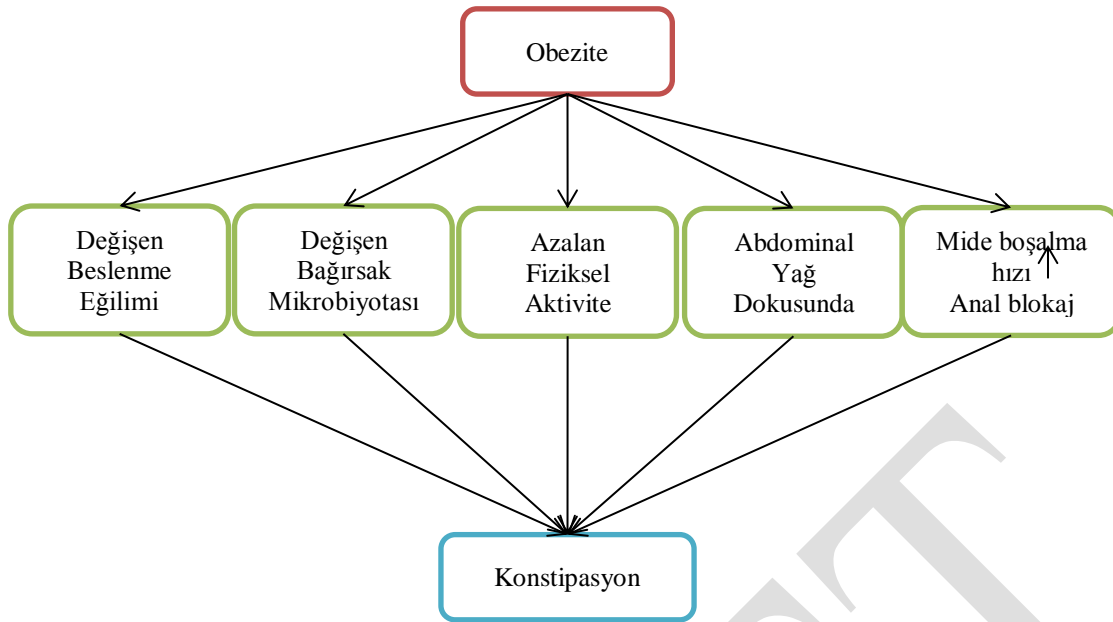 Obezite
Değişen
Beslenme
Eğilimi
Değişen
Bağırsak
Mikrobiyotası
Azalan
Fiziksel
Aktivite
Abdominal
Yağ
Dokusunda
Mide boşalma
hızı
Anal blokaj
Konstipasyon